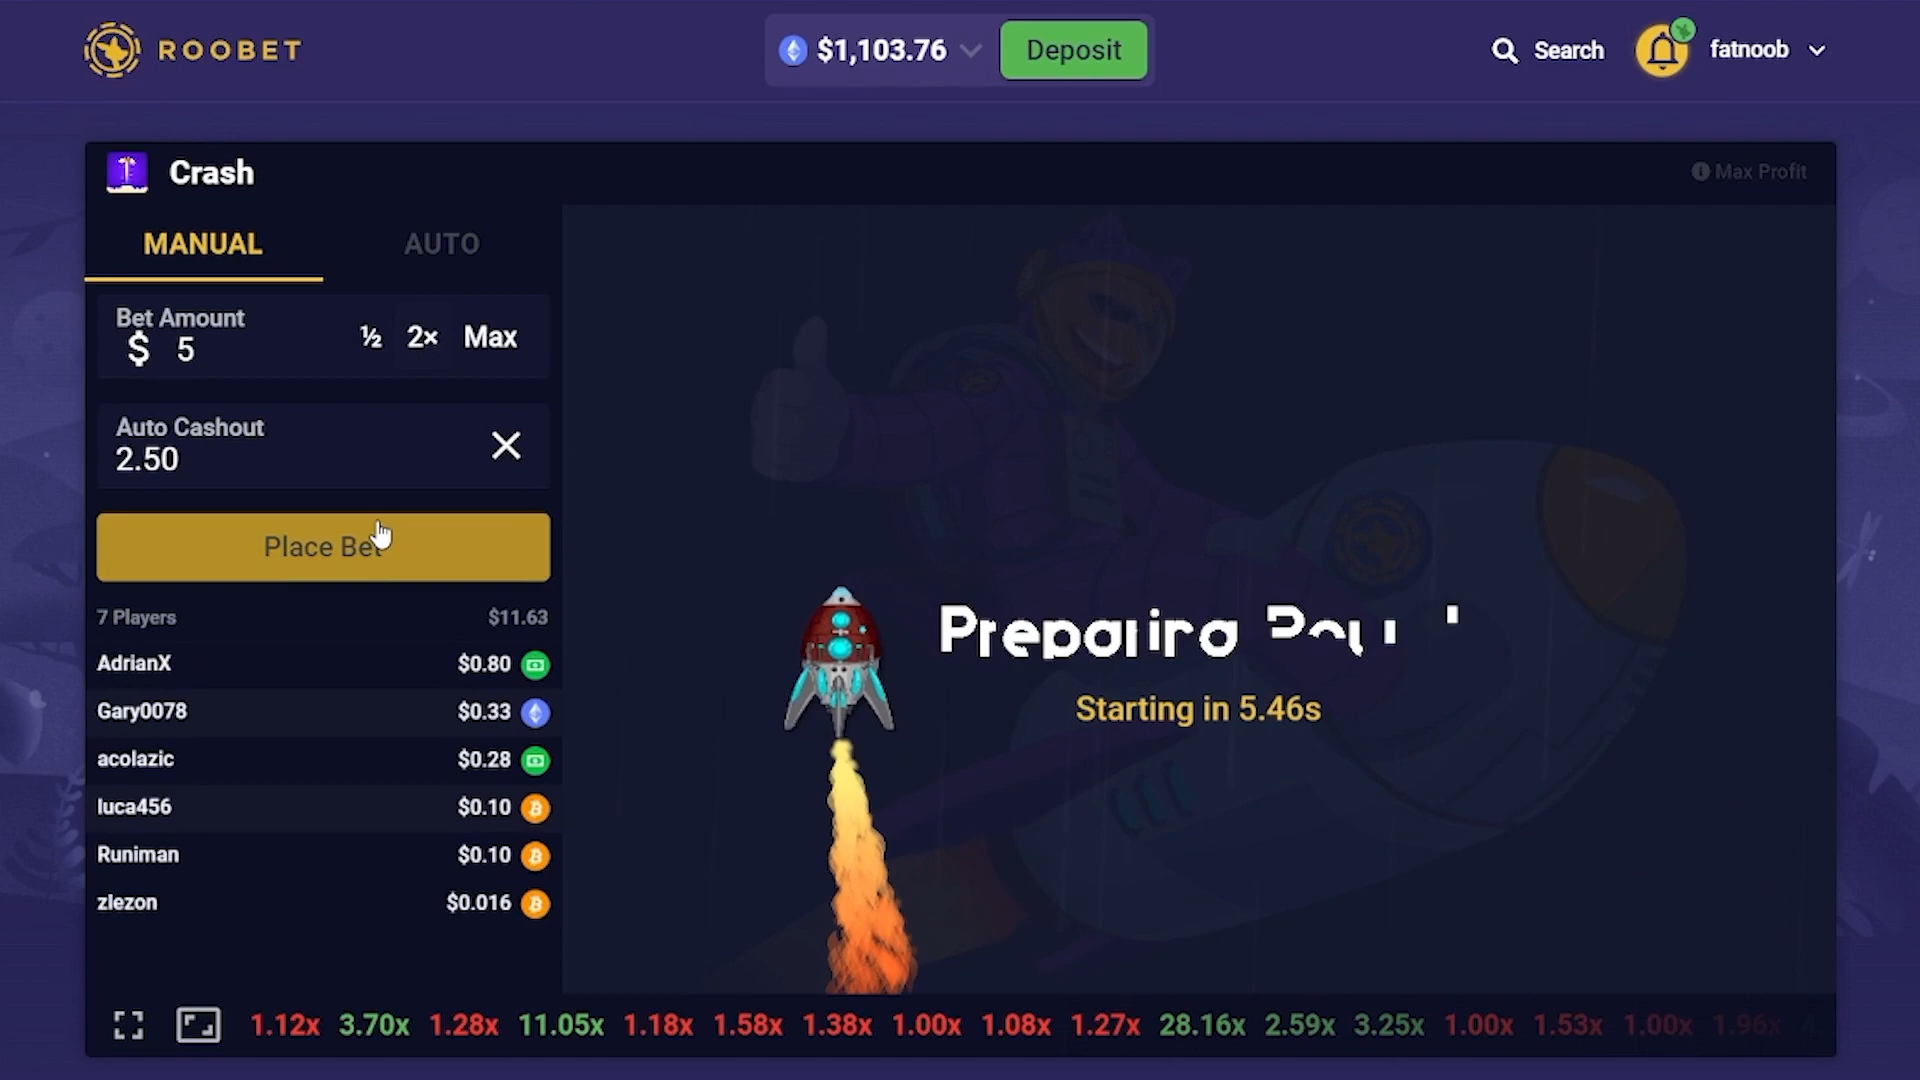 ROOBET
$1,103.76
Deposit
Search
fatnoob
Crash
Max Profit
MANUAL
AUTO
Bet Amount
$ 5
½ 2× Max
Auto Cashout
2.50
Place Bet
7 Players $11.63
AdrianX $0.80
Gary0078 $0.33
acolazic $0.28
luca456 $0.10
Runiman $0.10
zlezon $0.016
Preparing
Starting in 5.46s
1.12x 3.70x 1.28x 11.05x 1.18x 1.58x 1.38x 1.00x 1.08x 1.27x 28.16x 2.59x 3.25x 1.00x 1.53x 1.00x 1.96x